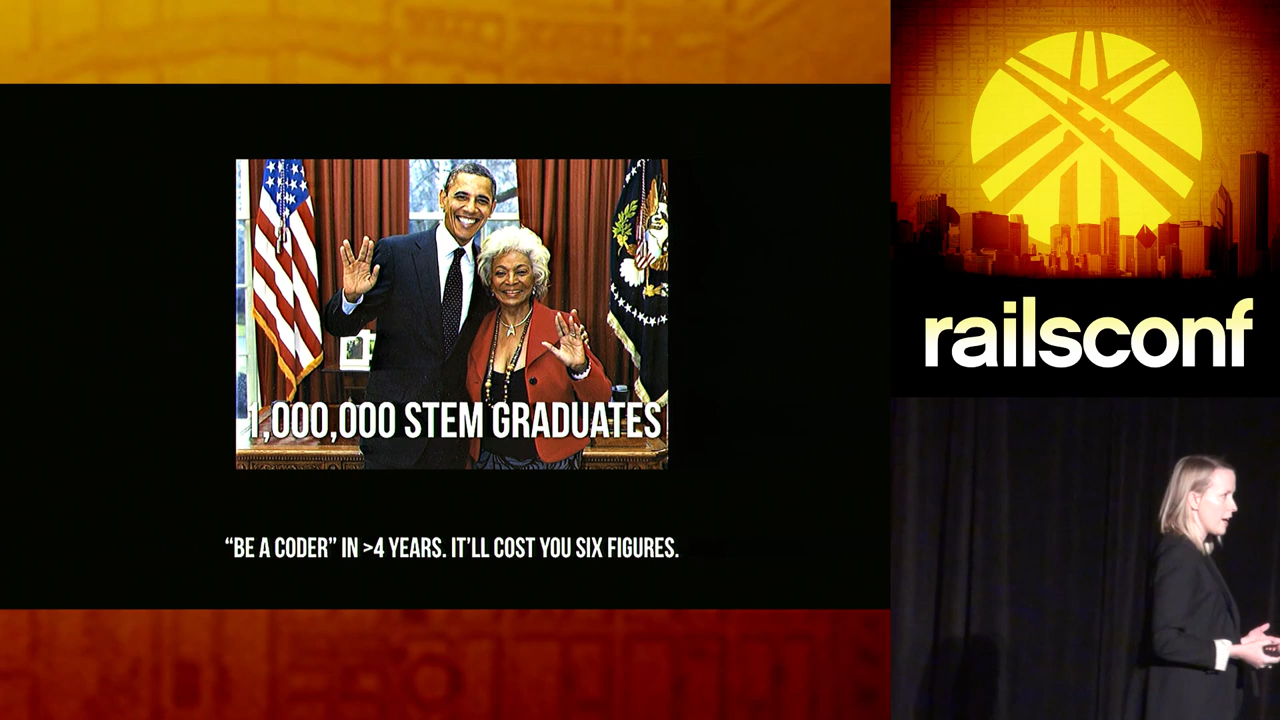 1,000,000 STEM GRADUATES
“BE A CODER” IN >4 YEARS. IT’LL COST YOU SIX FIGURES.
railsconf